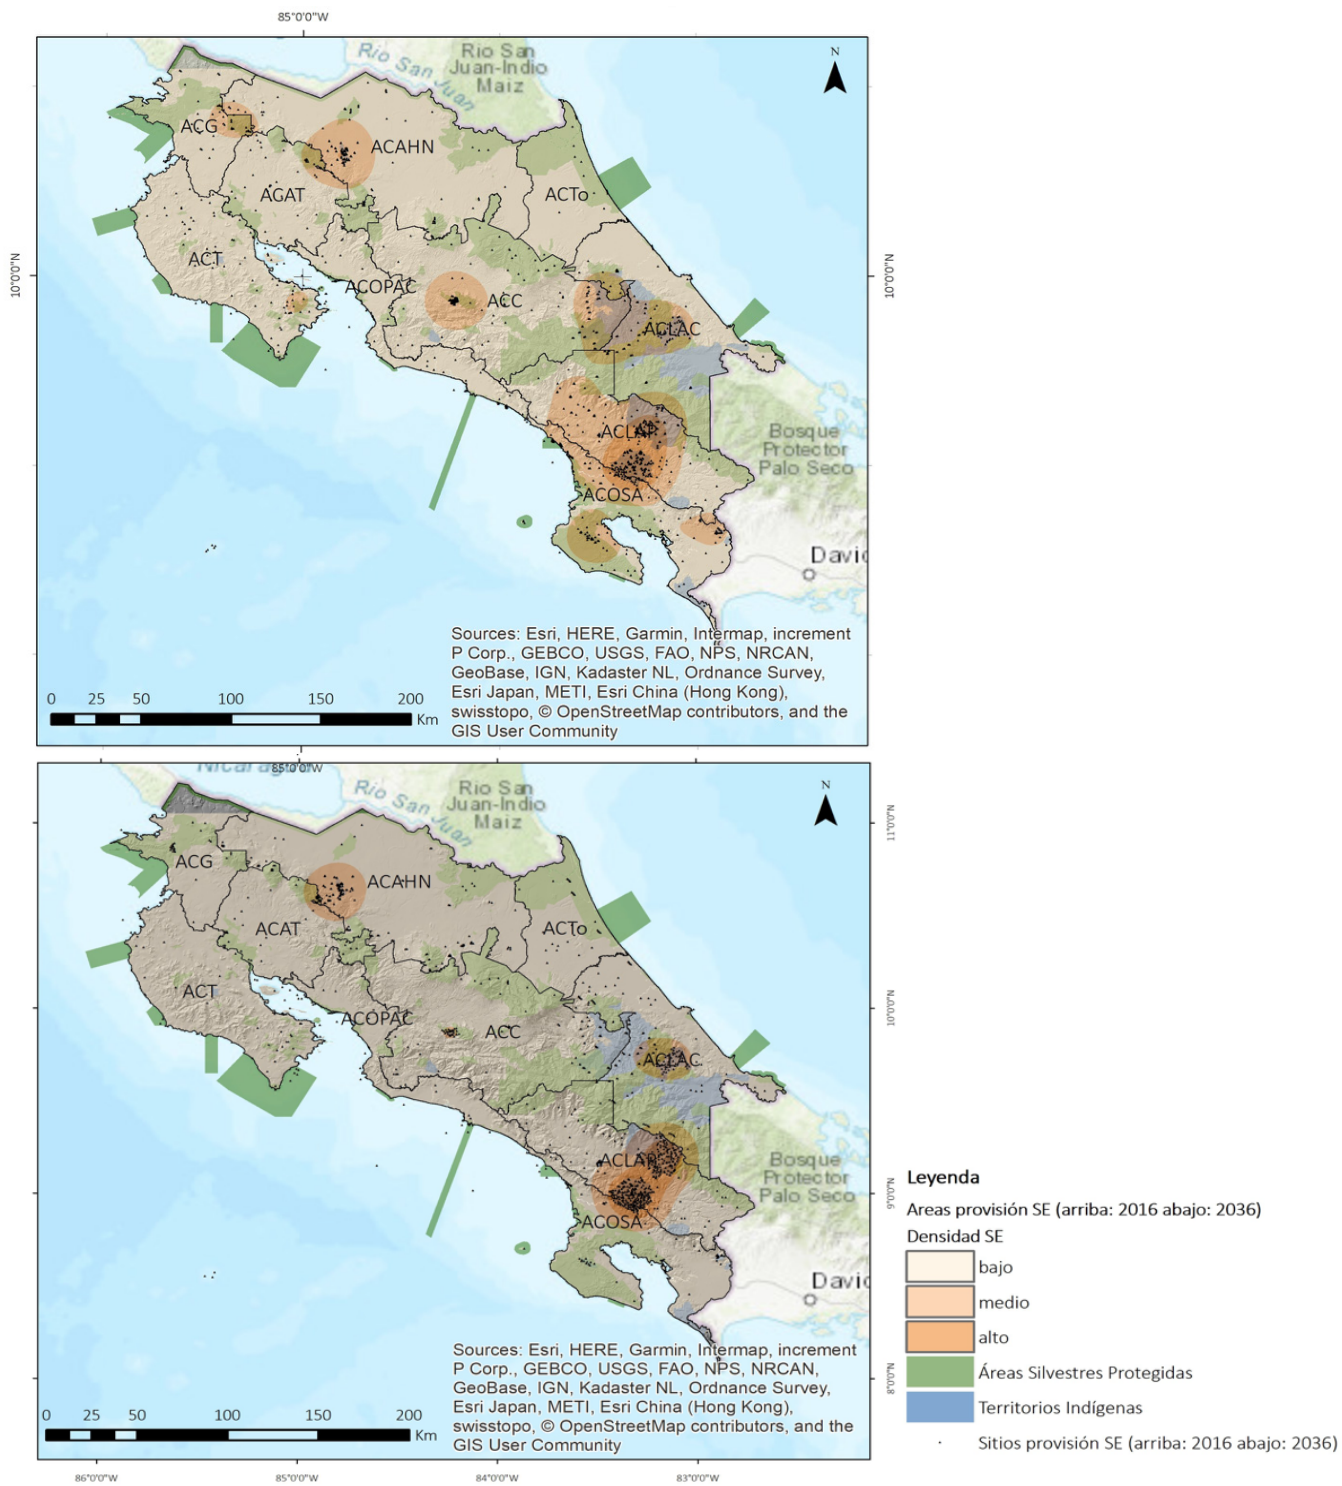 85°0'0"W
Rio San Juan
Rio San
Juan-Indio
Maiz
N
ACG
ACAHN
AGAT
ACTo
ACT
10°0'0"N
10°0'0"N
ACOPAC
ACC
ACLAC
ACLAP
Bosque
Protector
Palo Seco
ACOSA
Davic
Sources: Esri, HERE, Garmin, Intermap, increment
P Corp., GEBCO, USGS, FAO, NPS, NRCAN,
GeoBase, IGN, Kadaster NL, Ordnance Survey,
Esri Japan, METI, Esri China (Hong Kong),
swisstopo, © OpenStreetMap contributors, and the
GIS User Community
0 25 50 100 150 200
Km
85°0'0"W
Rio San Juan
Rio San
Juan-Indio
Maiz
N
11°0'0"N
ACG
ACAHN
ACAT
ACTo
ACT
10°0'0"N
ACOPAC
ACC
ACLAC
ACLAP
Bosque
Protector
Palo Seco
9°0'0"N
ACOSA
Davic
Sources: Esri, HERE, Garmin, Intermap, increment
P Corp., GEBCO, USGS, FAO, NPS, NRCAN,
GeoBase, IGN, Kadaster NL, Ordnance Survey,
Esri Japan, METI, Esri China (Hong Kong),
swisstopo, © OpenStreetMap contributors, and the
GIS User Community
8°0'0"N
0 25 50 100 150 200
Km
86°0'0"W 85°0'0"W 84°0'0"W 83°0'0"W
Leyenda
Areas provisión SE (arriba: 2016 abajo: 2036)
Densidad SE
bajo
medio
alto
Áreas Silvestres Protegidas
Territorios Indígenas
Sitios provisión SE (arriba: 2016 abajo: 2036)